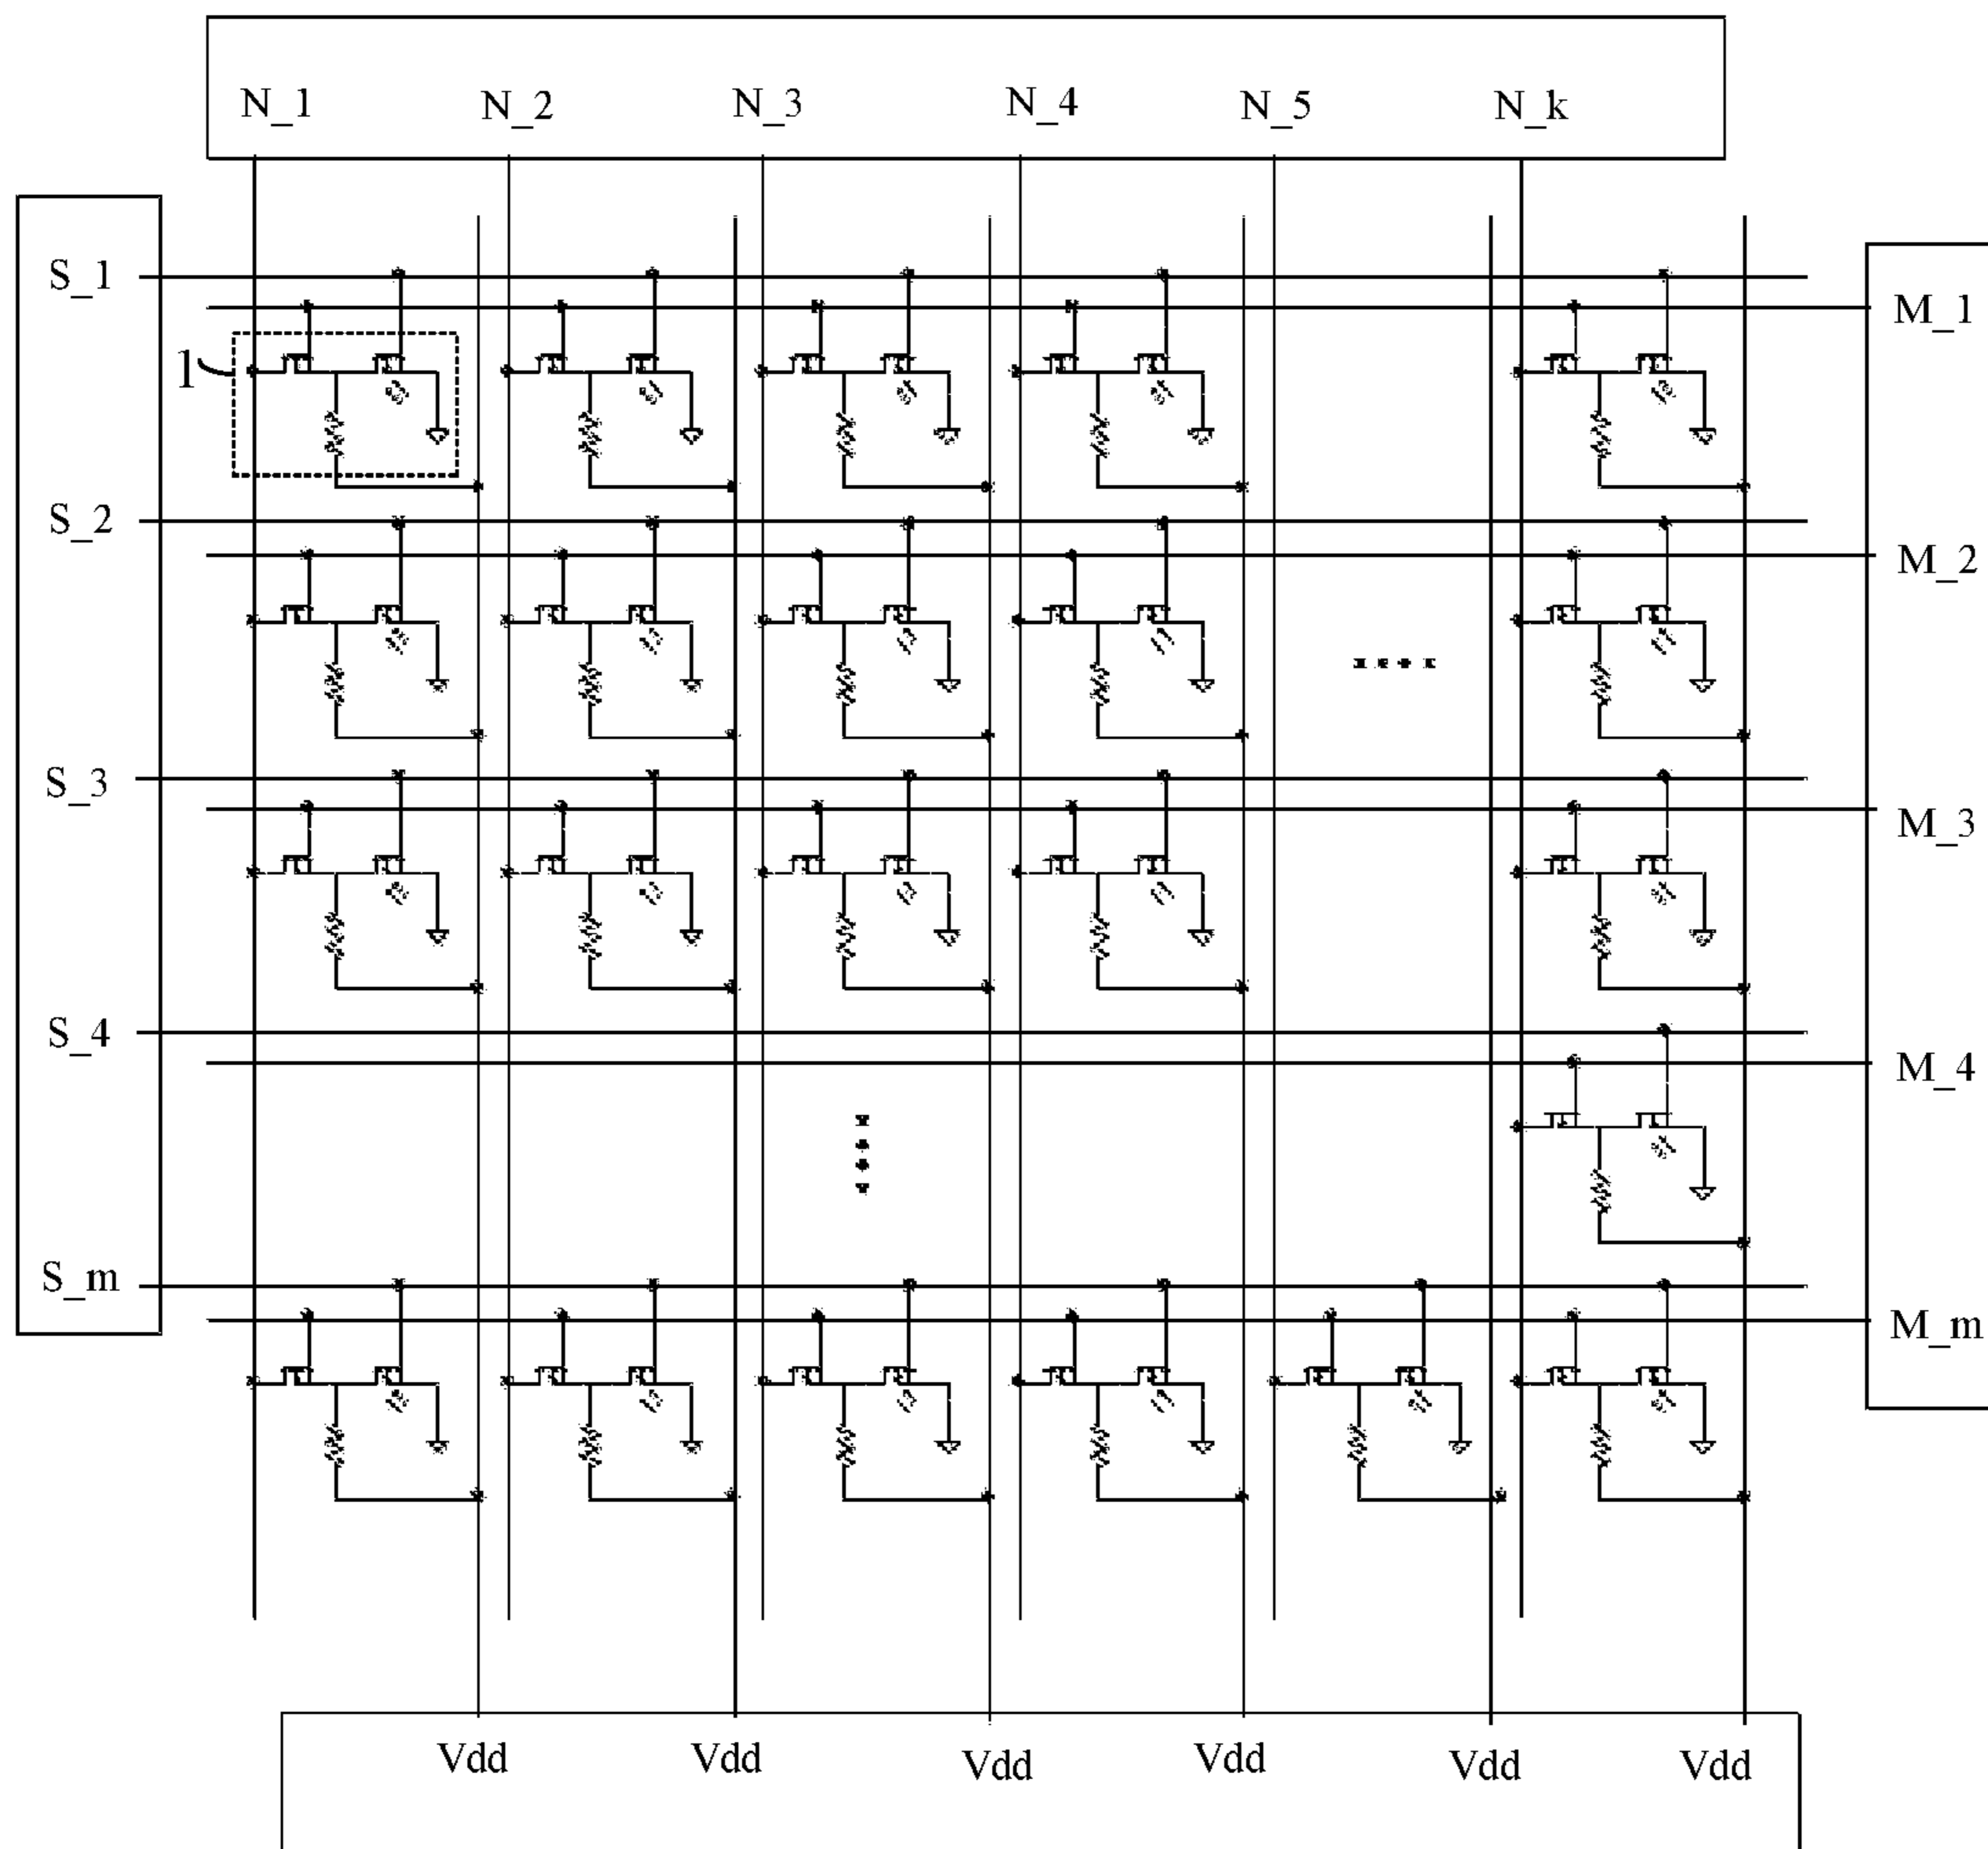 N_1 N_2 N_3 N_4 N_5 N_k
S_1
M_1
1
S_2
M_2
S_3
M_3
S_4
M_4
S_m
M_m
Vdd Vdd Vdd Vdd Vdd Vdd